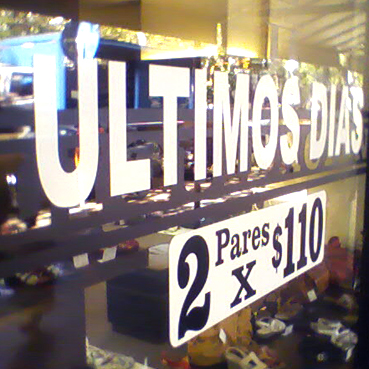 ULTIMOS DIAS
2 Pares X $110